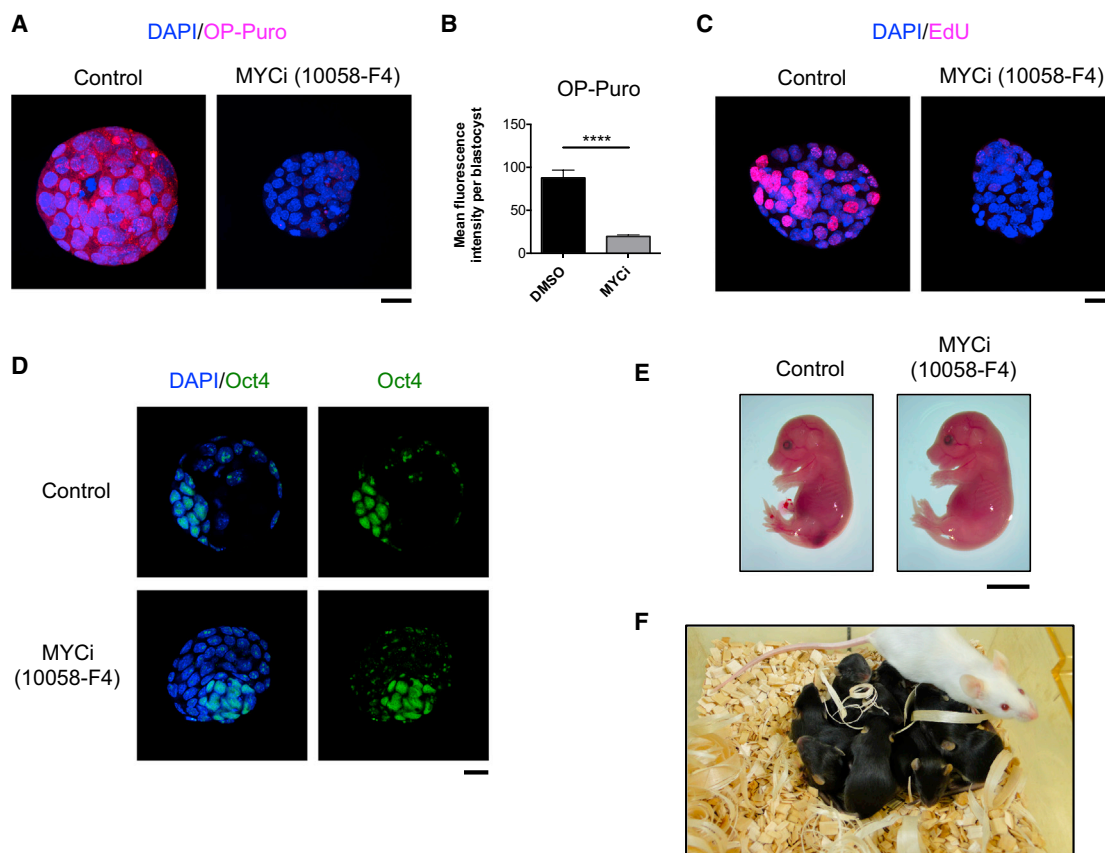 A
DAPI/OP-Puro
Control
MYCi (10058-F4)
B
OP-Puro
Mean fluorescence
intensity per blastocyst
150
100
50
0
****
DMSO
MYCi
C
DAPI/EdU
Control
MYCi (10058-F4)
D
DAPI/Oct4
Oct4
Control
MYCi
(10058-F4)
E
Control
MYCi
(10058-F4)
F